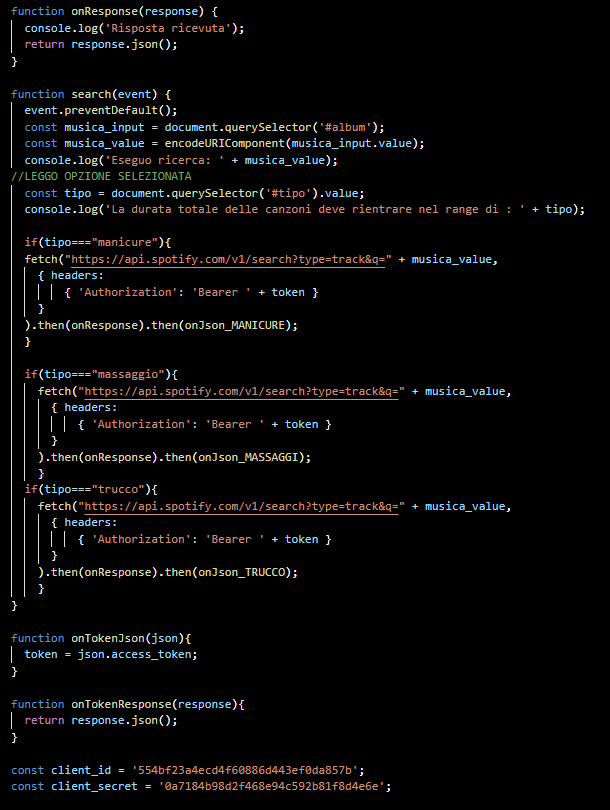 function onResponse(response) {
console.log('Risposta ricevuta');
return response.json();
}
function search(event) {
event.preventDefault();
const musica_input = document.querySelector('#album');
const musica_value = encodeURIComponent(musica_input.value);
console.log('Eseguo ricerca: ' + musica_value);
//LEGGO OPZIONE SELEZIONATA
const tipo = document.querySelector('#tipo').value;
console.log('La durata totale delle canzoni deve rientrare nel range di : ' + tipo);
if(tipo==="manicure"){
fetch("https://api.spotify.com/v1/search?type=track&q=" + musica_value,
{ headers:
{ 'Authorization': 'Bearer ' + token }
}
).then(onResponse).then(onJson_MANICURE);
}
if(tipo==="massaggio"){
fetch("https://api.spotify.com/v1/search?type=track&q=" + musica_value,
{ headers:
{ 'Authorization': 'Bearer ' + token }
}
).then(onResponse).then(onJson_MASSAGGI);
}
if(tipo==="trucco"){
fetch("https://api.spotify.com/v1/search?type=track&q=" + musica_value,
{ headers:
{ 'Authorization': 'Bearer ' + token }
}
).then(onResponse).then(onJson_TRUCCO);
}
}
function onTokenJson(json){
token = json.access_token;
}
function onTokenResponse(response){
return response.json();
}
const client_id = '554bf23a4ecd4f60886d443ef0da857b';
const client_secret = '0a7184b98d2f468e94c592b81f8d4e6e';